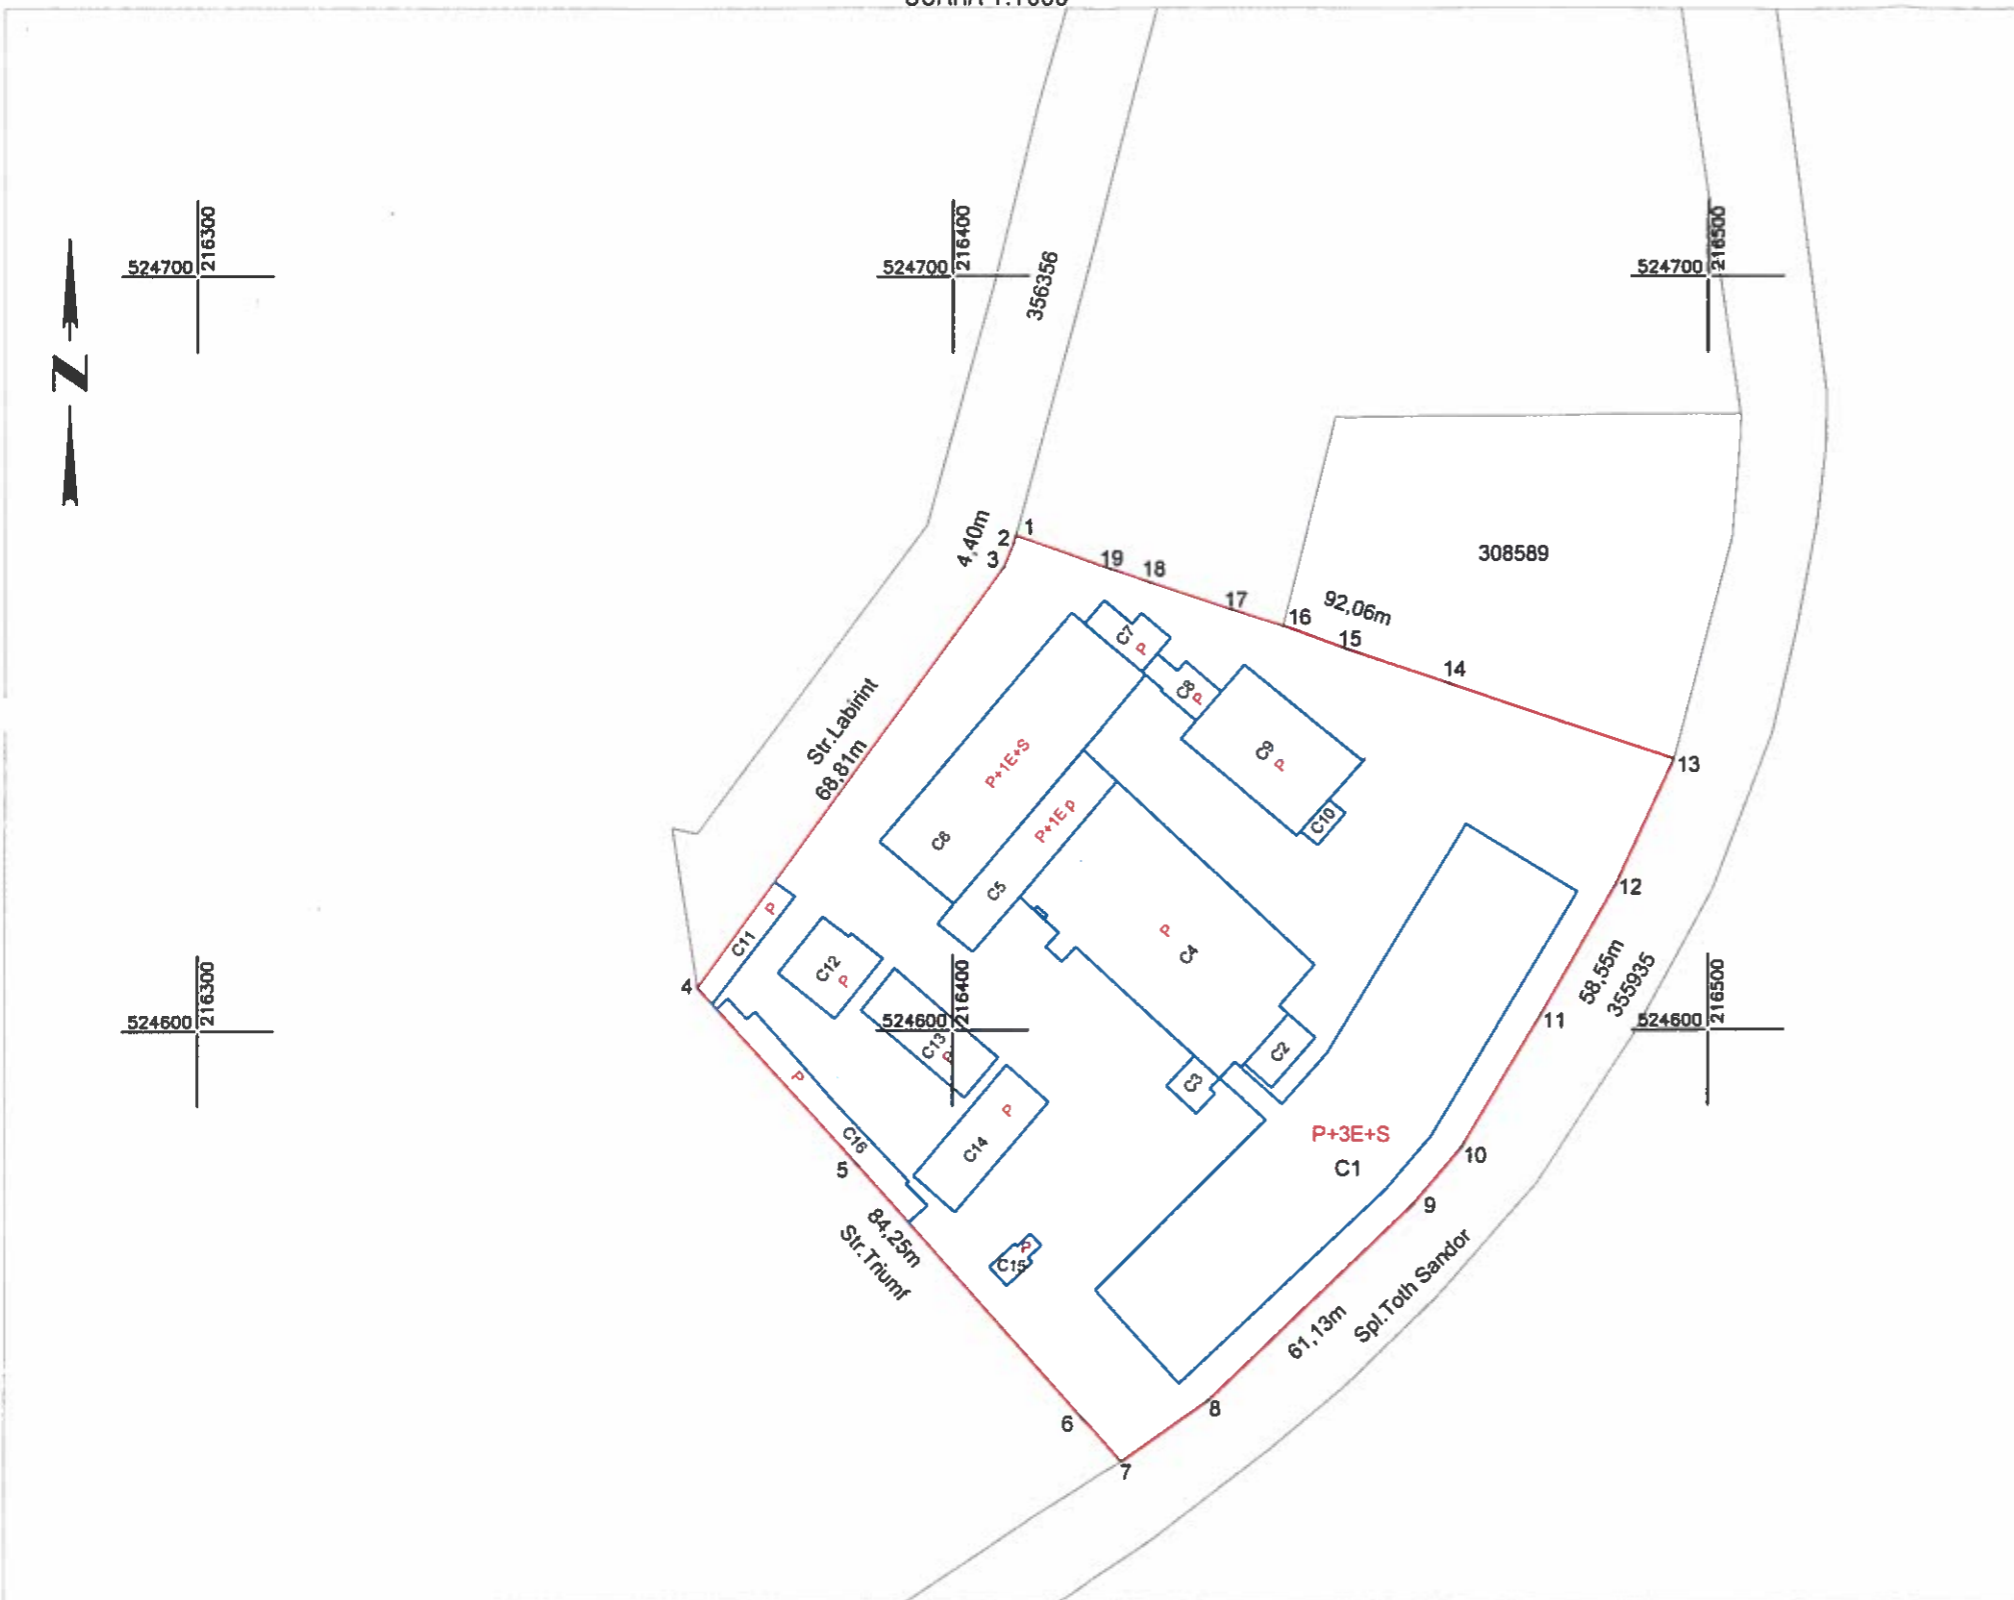 216300
524700
216400
524700
216500
524700
N
356356
1
2
3
4,40m
19
18
17
16
92,06m
15
14
13
308589
C7
P
C8
P
C9
P
C10
Str.Labirint
68,81m
P+1E+S
C6
P+1E p
C5
12
P
C11
C12
P
P
C4
58,55m
355935
4
216300
524600
216400
524600
216500
524600
11
C13
P
C2
C3
P
P
C14
C16
5
P+3E+S
C1
10
9
84,25m
Str.Triumf
P
C15
61,13m
Spl.Toth Sandor
6
8
7